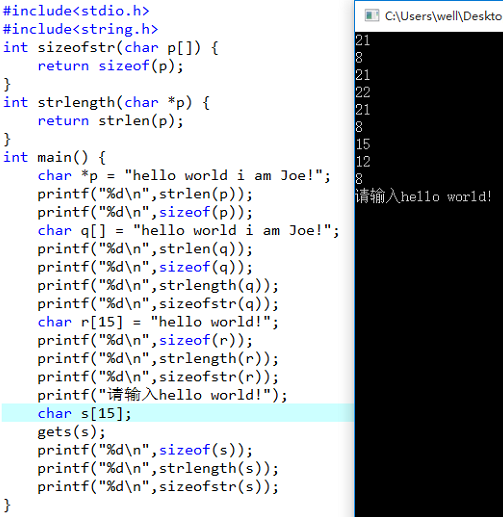 #include<stdio.h>
#include<string.h>
int sizeofstr(char p[]) {
    return sizeof(p);
}
int strlength(char *p) {
    return strlen(p);
}
int main() {
    char *p = "hello world i am Joe!";
    printf("%d\n",strlen(p));
    printf("%d\n",sizeof(p));
    char q[] = "hello world i am Joe!";
    printf("%d\n",strlen(q));
    printf("%d\n",sizeof(q));
    printf("%d\n",strlength(q));
    printf("%d\n",sizeofstr(q));
    char r[15] = "hello world!";
    printf("%d\n",sizeof(r));
    printf("%d\n",strlength(r));
    printf("%d\n",sizeofstr(r));
    printf("请输入hello world!");
    char s[15];
    gets(s);
    printf("%d\n",sizeof(s));
    printf("%d\n",strlength(s));
    printf("%d\n",sizeofstr(s));
}
C:\Users\well\Deskto
21
8
21
22
21
8
15
12
8
请输入hello world!